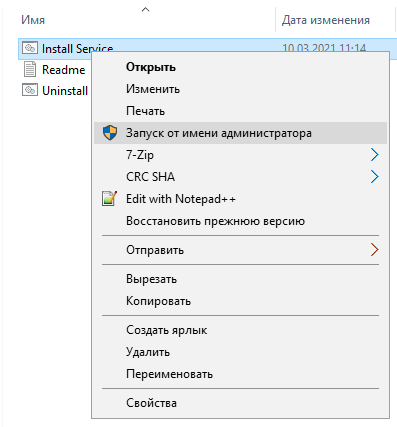 Имя Дата изменения
Install Service 10.03.2021 11:14
Readme
Uninstall
Открыть
Изменить
Печать
Запуск от имени администратора
7-Zip
CRC SHA
Edit with Notepad++
Восстановить прежнюю версию
Отправить
Вырезать
Копировать
Создать ярлык
Удалить
Переименовать
Свойства